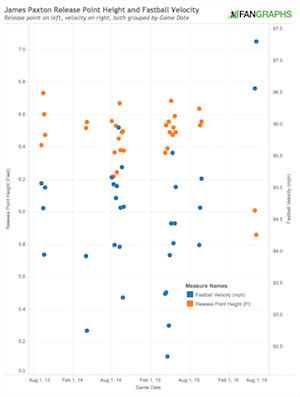 James Paxton Release Point Height and Fastball Velocity
Release point on left, velocity on right, both grouped by Game Date
FANGRAPHS
97.5
7.0
97.0
6.8
96.5
6.6
96.0
6.4
95.5
6.2
95.0
6.0
94.5
5.8
94.0
5.6
93.5
5.4
93.0
5.2
92.5
5.0
Release Point Height (Feet)
Fastball Velocity (mph)
Measure Names
Fastball Velocity (mph)
Release Point Height (Ft)
Aug 1, 13
Feb 1, 14
Aug 1, 14
Feb 1, 15
Aug 1, 15
Aug 1, 16
Game Date